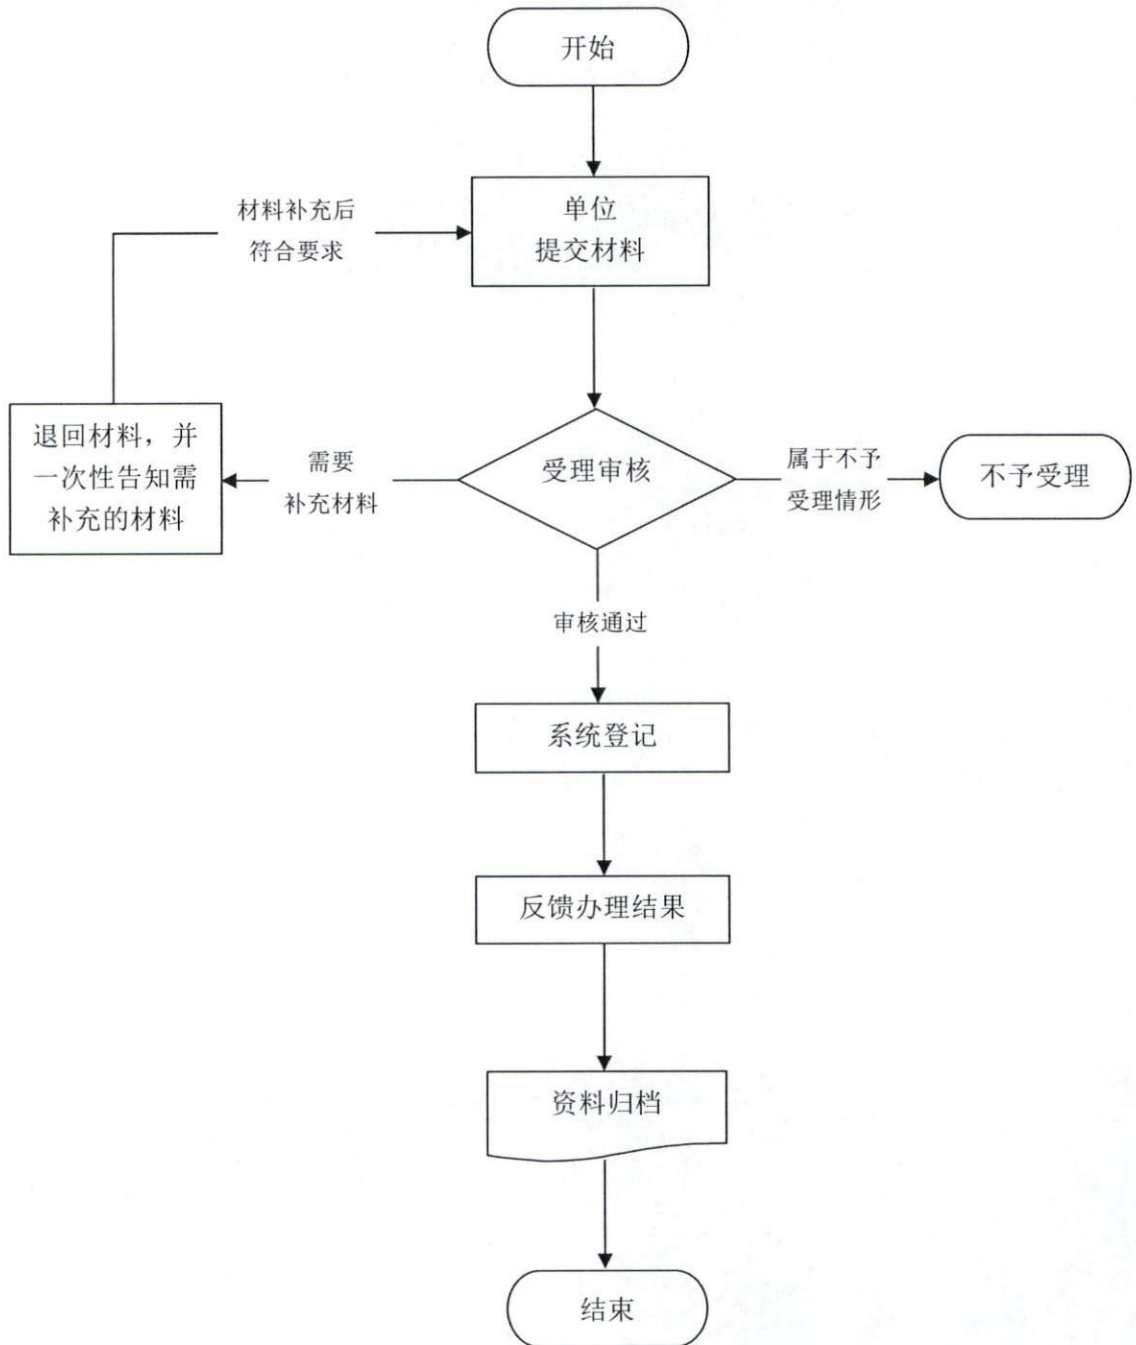 开始
单位
提交材料
材料补充后
符合要求
受理审核
需要
补充材料
退回材料，并
一次性告知需
补充的材料
属于不予
受理情形
不予受理
审核通过
系统登记
反馈办理结果
资料归档
结束